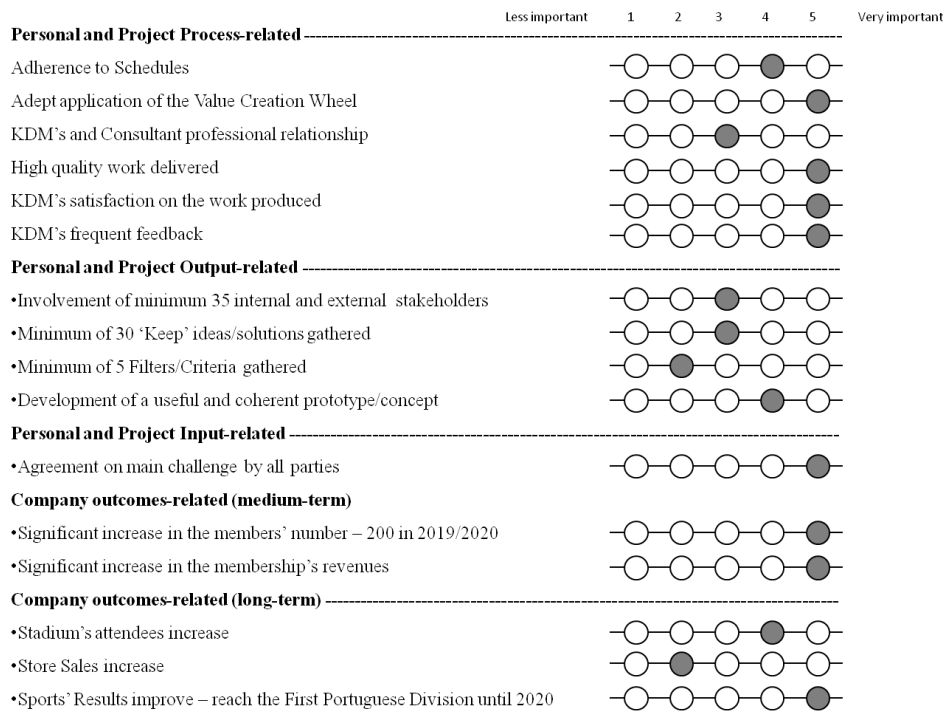 Less important 1 2 3 4 5 Very important
Personal and Project Process-related
Adherence to Schedules
Adept application of the Value Creation Wheel
KDM's and Consultant professional relationship
High quality work delivered
KDM's satisfaction on the work produced
KDM's frequent feedback
Personal and Project Output-related
•Involvement of minimum 35 internal and external stakeholders
•Minimum of 30 'Keep' ideas/solutions gathered
•Minimum of 5 Filters/Criteria gathered
•Development of a useful and coherent prototype/concept
Personal and Project Input-related
•Agreement on main challenge by all parties
Company outcomes-related (medium-term)
•Significant increase in the members' number – 200 in 2019/2020
•Significant increase in the membership's revenues
Company outcomes-related (long-term)
•Stadium's attendees increase
•Store Sales increase
•Sports' Results improve – reach the First Portuguese Division until 2020